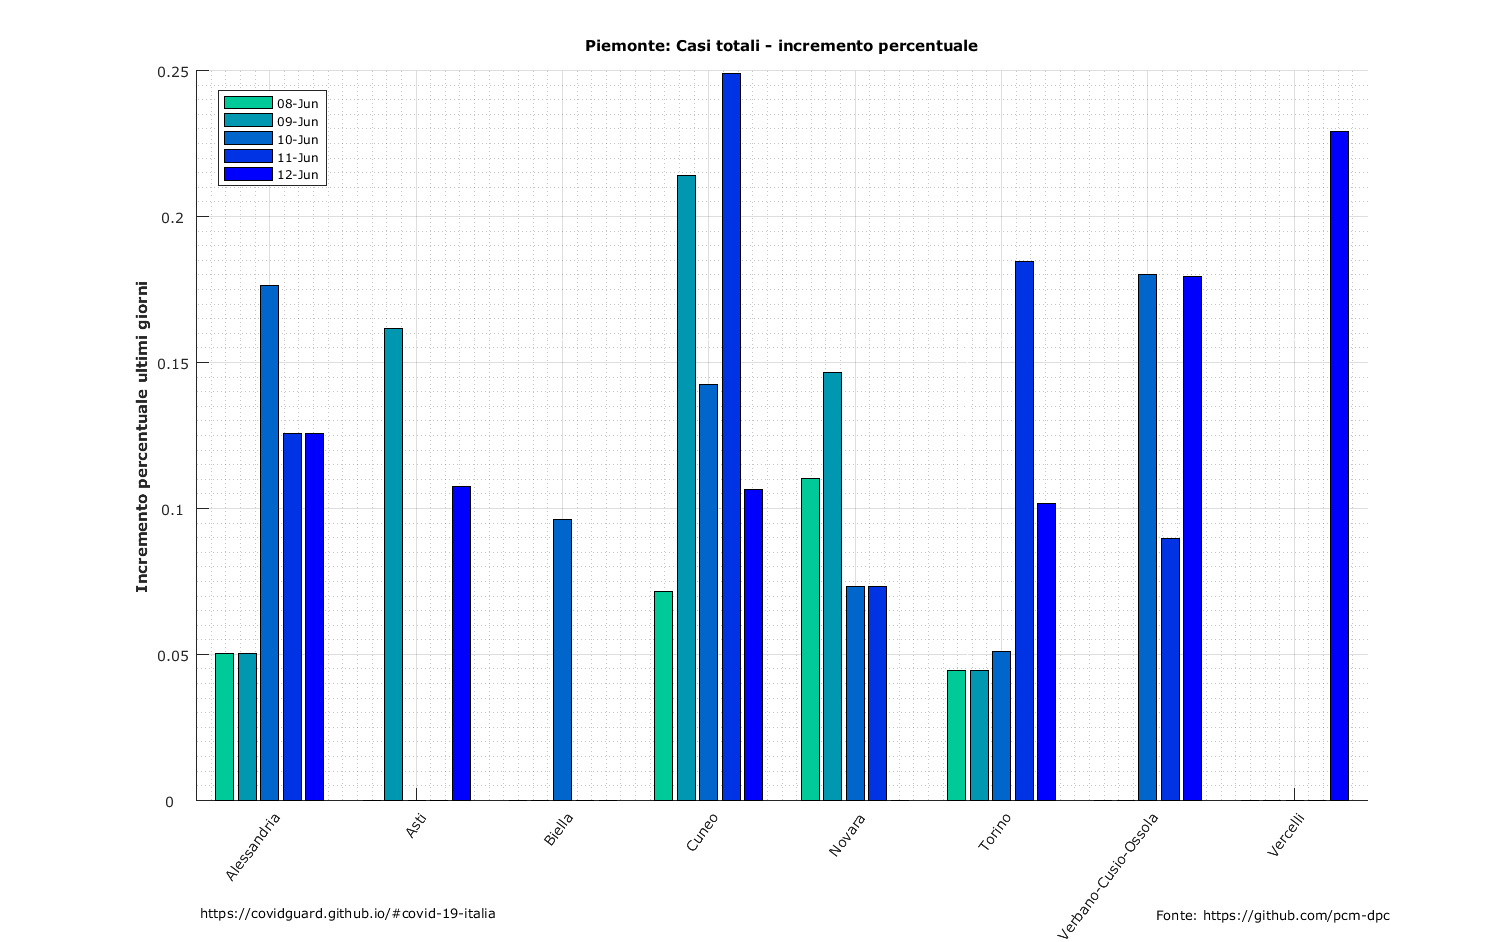 Piemonte: Casi totali - incremento percentuale
0.25
0.2
0.15
0.1
0.05
0
Incremento percentuale ultimi giorni
08-Jun
09-Jun
10-Jun
11-Jun
12-Jun
Alessandria
Asti
Biella
Cuneo
Novara
Torino
Verbano-Cusio-Ossola
Vercelli
https://covidguard.github.io/#covid-19-italia
Fonte: https://github.com/pcm-dpc